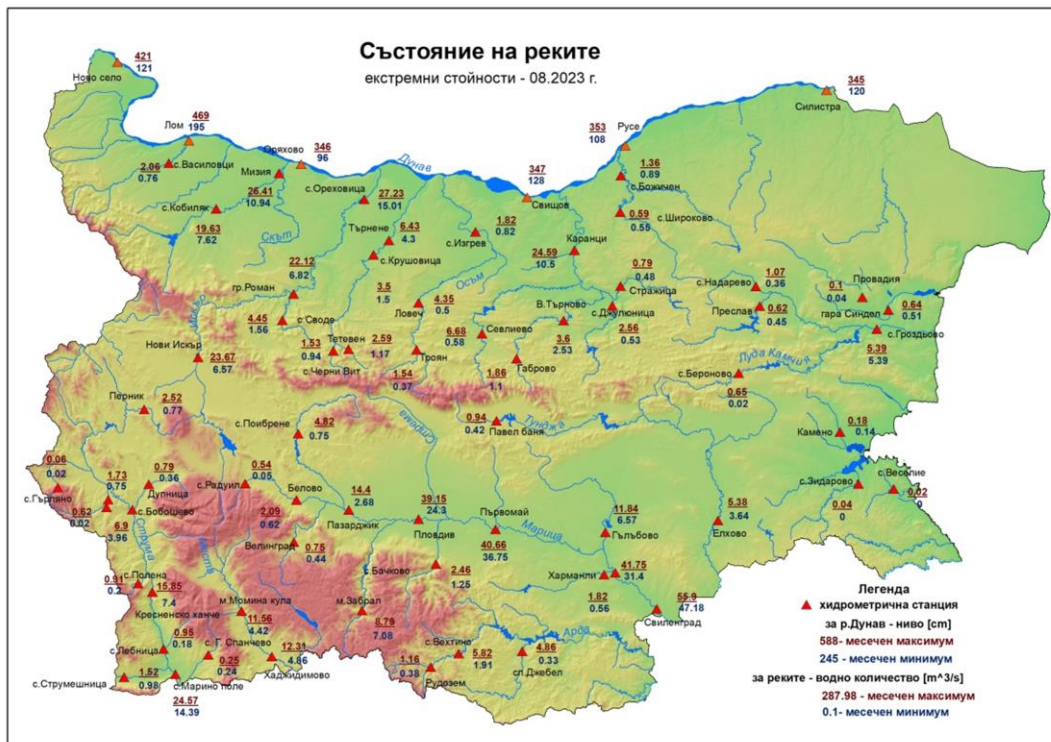 Състояние на реките
екстремни стойности - 08.2023 г.
421
121
Ново село
345
120
Силистра
469
195
Лом
353
108
Русе
346
96
Оряхово
Дунав
347
128
Свищов
2.06
0.76
с.Василовци
Мизия
26.41
10.94
с.Ореховица
27.23
15.01
1.36
0.89
с.Божичен
с.Кобиляк
19.63
7.62
Скът
Търнене
6.43
4.3
с.Крушовица
1.82
0.82
с.Изгрев
0.59
0.55
с.Широково
24.59
10.5
Каранци
22.12
6.82
гр.Роман
Искър
3.5
1.5
Осъм
4.35
0.5
Ловеч
0.79
0.48
Стражица
с.Надарево
1.07
0.36
Провадия
0.1
0.04
4.45
1.56
с.Своде
В.Търново
с.Джулюница
Преслав
0.62
0.45
гара Синдел
0.64
0.51
с.Гроздьово
Нови Искър
23.67
6.57
1.53
0.94
Тетевен
2.59
1.17
с.Черни Вит
6.68
0.58
Севлиево
3.6
2.53
2.56
0.53
5.39
5.39
Троян
1.54
0.37
1.86
1.1
Габрово
Луда Камчия
с.Бероново
0.65
0.02
Перник
2.52
0.77
с.Поибрене
4.82
0.75
Стряма
0.94
0.42
Павел баня
Тунджа
Камено
0.18
0.14
0.06
0.02
с.Гърляно
1.73
0.75
0.79
0.36
Дупница
с.Радуил
0.54
0.05
Белово
14.4
2.68
Пазарджик
39.15
24.3
Пловдив
Първомай
40.66
36.75
Марица
11.84
6.57
Гълъбово
5.38
3.64
Елхово
с.Зидарово
0.04
0
с.Веселие
0.02
0
0.62
0.02
6.9
3.96
с.Бобошево
Струма
Места
2.09
0.62
Велинград
0.75
0.44
с.Бачково
2.46
1.25
Харманли
1.82
0.56
41.75
31.4
55.9
47.18
Свиленград
0.91
0.2
с.Полена
15.85
7.4
Кресненско ханче
м.Момина кула
11.56
4.42
м.Забрал
8.79
7.08
Арда
0.95
0.18
с.Лебница
с.Г. Спанчево
0.25
0.24
12.31
4.86
Хаджидимово
с.Вехтино
5.82
1.91
1.16
0.38
Рудозем
4.86
0.33
сл.Джебел
с.Струмешница
1.52
0.98
с.Марино поле
24.57
14.39
Легенда
хидрометрична станция
за р.Дунав - ниво [cm]
588- месечен максимум
245 - месечен минимум
за реките - водно количество [m^3/s]
287.98 - месечен максимум
0.1- месечен минимум